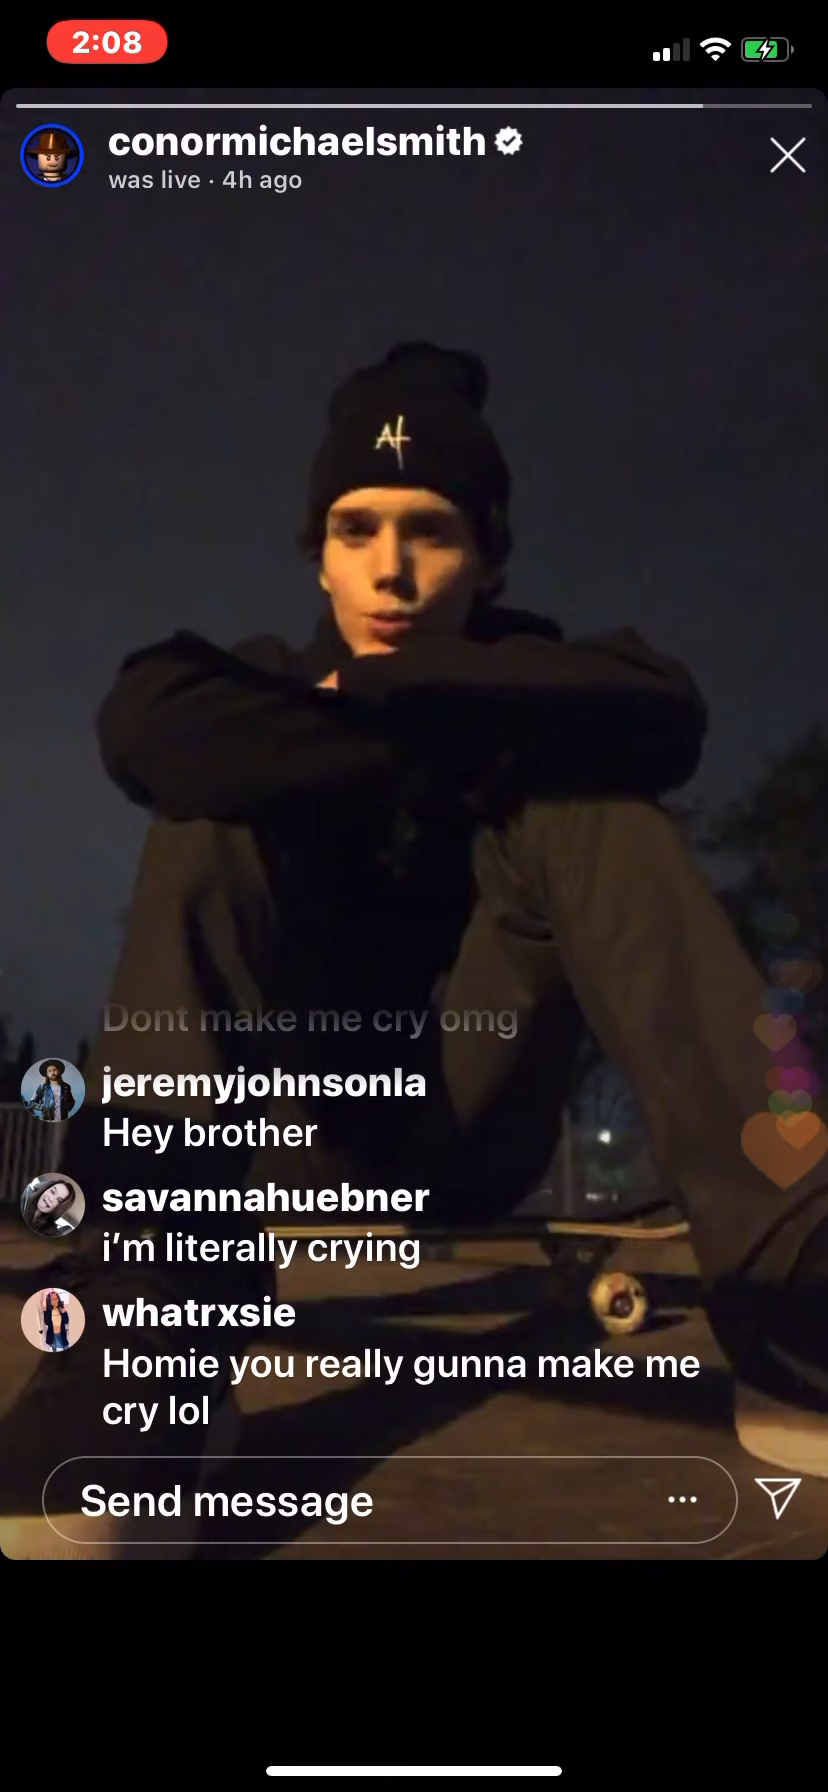 2:08
conormichaelsmith
was live · 4h ago
Dont make me cry omg
jeremyjohnsonla
Hey brother
savannahuebner
i'm literally crying
whatrxsie
Homie you really gunna make me
cry lol
Send message